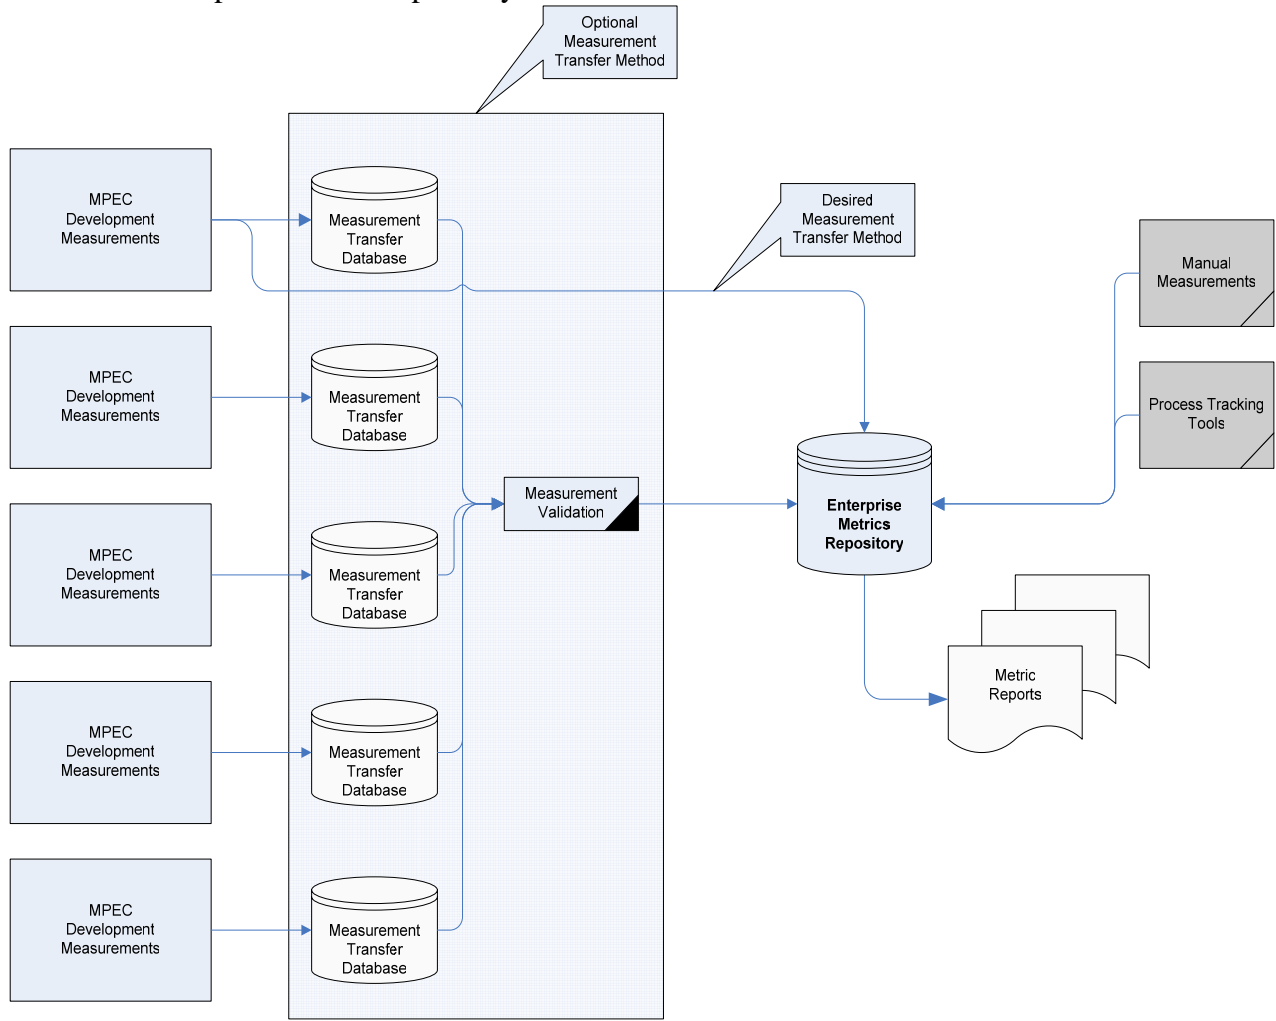 Optional
Measurement
Transfer Method
MPEC
Development
Measurements
Measurement
Transfer
Database
Desired
Measurement
Transfer Method
Manual
Measurements
MPEC
Development
Measurements
Measurement
Transfer
Database
Process Tracking
Tools
Measurement
Validation
Enterprise
Metrics
Repository
MPEC
Development
Measurements
Measurement
Transfer
Database
Metric
Reports
MPEC
Development
Measurements
Measurement
Transfer
Database
MPEC
Development
Measurements
Measurement
Transfer
Database